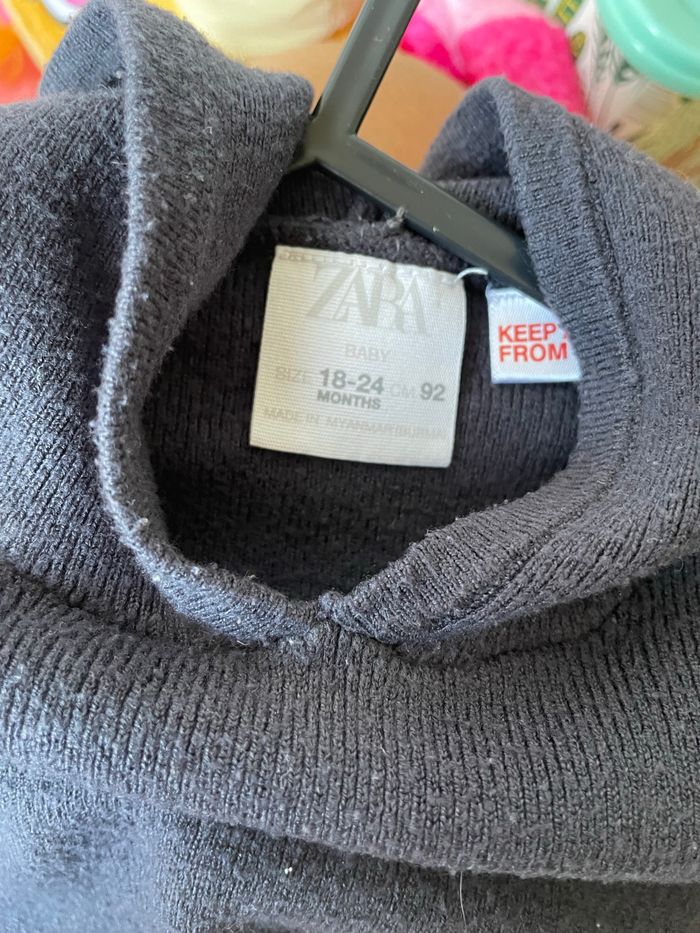 ZARA
BABY
SIZE 18-24 CM 92
MONTHS
MADE IN MYANMAR(BURMA)
KEEP
FROM